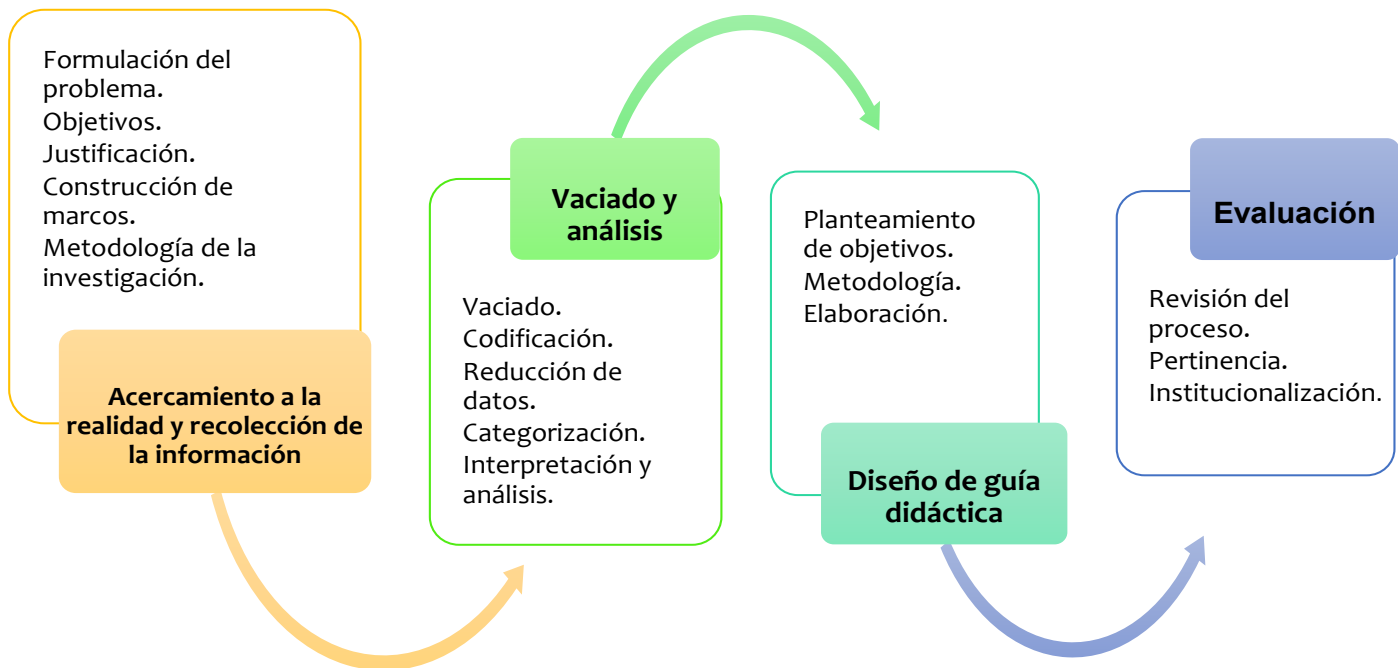 Formulación del
problema.
Objetivos.
Justificación.
Construcción de
marcos.
Metodología de la
investigación.
Acercamiento a la
realidad y recolección de
la información
Vaciado y
análisis
Vaciado.
Codificación.
Reducción de
datos.
Categorización.
Interpretación y
análisis.
Planteamiento
de objetivos.
Metodología.
Elaboración.
Diseño de guía
didáctica
Evaluación
Revisión del
proceso.
Pertinencia.
Institucionalización.